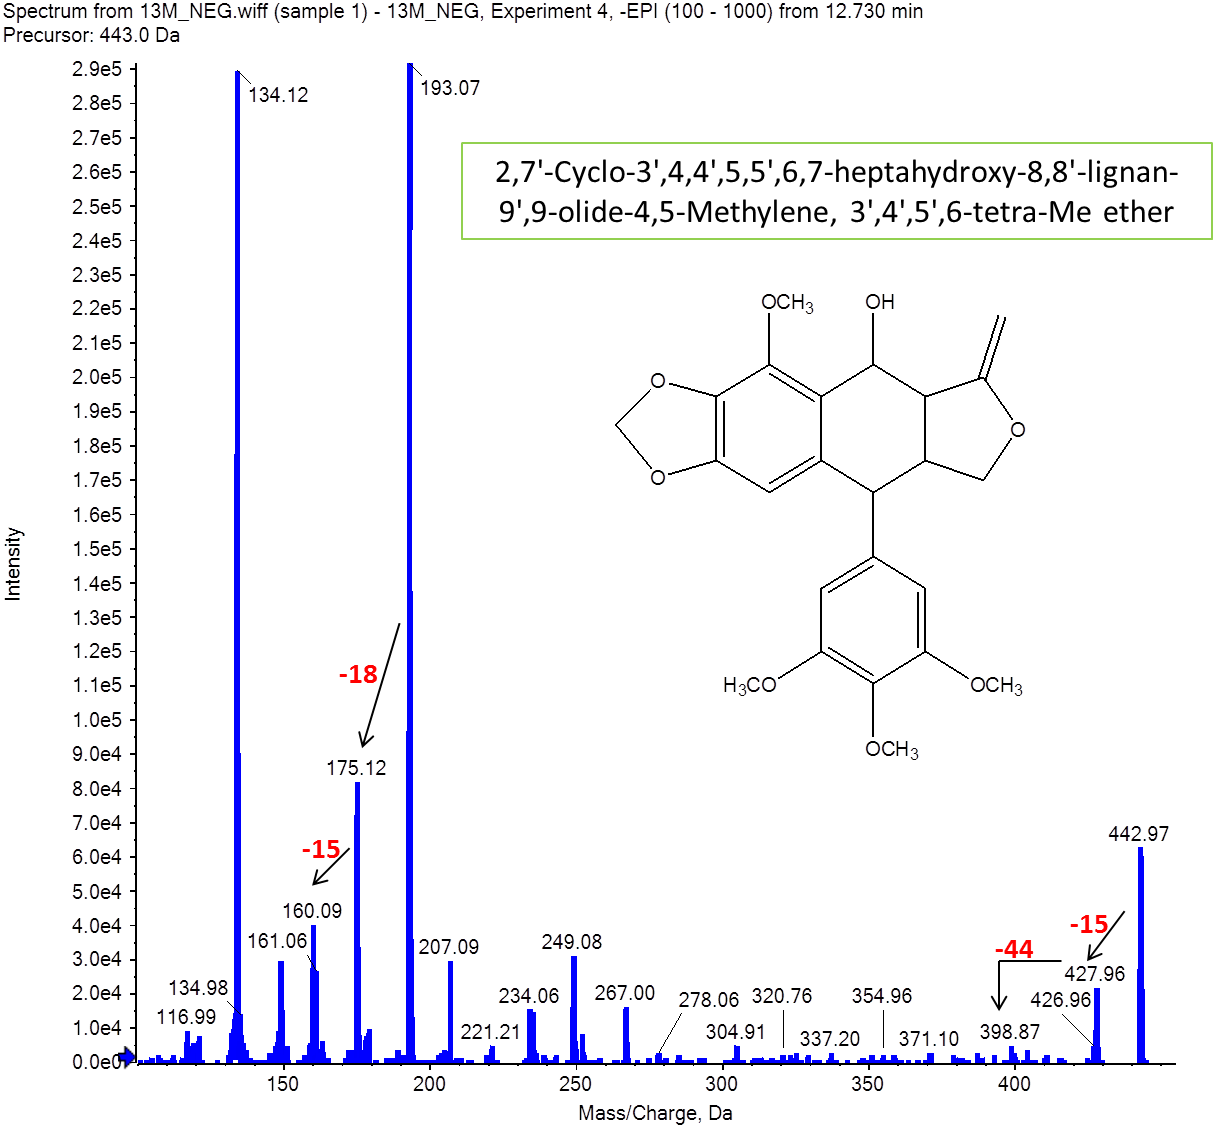 Spectrum from 13M_NEG.wiff (sample 1) - 13M_NEG, Experiment 4, -EPI (100 - 1000) from 12.730 min
Precursor: 443.0 Da
2.9e5
2.8e5
2.7e5
2.6e5
2.5e5
2.4e5
2.3e5
2.2e5
2.1e5
2.0e5
1.9e5
1.8e5
1.7e5
1.6e5
1.5e5
1.4e5
1.3e5
1.2e5
1.1e5
1.0e5
9.0e4
8.0e4
7.0e4
6.0e4
5.0e4
4.0e4
3.0e4
2.0e4
1.0e4
0.0e0
Intensity
134.12
193.07
2,7'-Cyclo-3',4,4',5,5',6,7-heptahydroxy-8,8'-lignan-
9',9-olide-4,5-Methylene, 3',4',5',6-tetra-Me ether
OCH3
OH
O
O
O
H3CO
OCH3
OCH3
-18
175.12
-15
160.09
161.06
134.98
116.99
207.09
221.21
234.06
249.08
267.00
278.06
304.91
320.76
337.20
354.96
371.10
398.87
-44
426.96
427.96
-15
442.97
150
200
250
300
350
400
Mass/Charge, Da